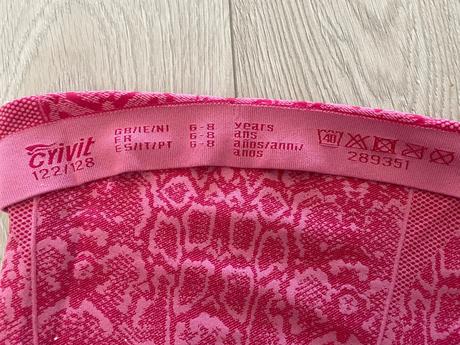 crivit
122/128
GB/IE/NI 6-8 years
FR 6-8 ans
ES/IT/PT 6-8 años/anni/
anos
40
289351